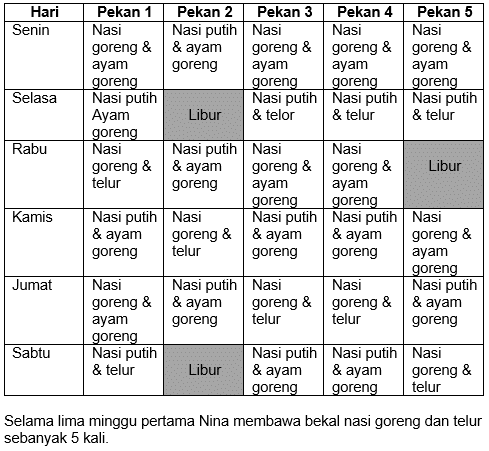 Hari Pekan 1 Pekan 2 Pekan 3 Pekan 4 Pekan 5
Senin Nasi goreng & ayam goreng Nasi putih & ayam goreng Nasi goreng & ayam goreng Nasi goreng & ayam goreng Nasi goreng & ayam goreng
Selasa Nasi putih Ayam goreng Libur Nasi putih & telor Nasi putih & telur Nasi putih & telur
Rabu Nasi goreng & telur Nasi putih & ayam goreng Nasi goreng & ayam goreng Nasi goreng & ayam goreng Libur
Kamis Nasi putih & ayam goreng Nasi goreng & telur Nasi putih & ayam goreng Nasi putih & ayam goreng Nasi goreng & ayam goreng
Jumat Nasi goreng & ayam goreng Nasi putih & ayam goreng Nasi goreng & telur Nasi goreng & telur Nasi putih & ayam goreng
Sabtu Nasi putih & telur Libur Nasi putih & ayam goreng Nasi putih & ayam goreng Nasi goreng & telur
Selama lima minggu pertama Nina membawa bekal nasi goreng dan telur
sebanyak 5 kali.